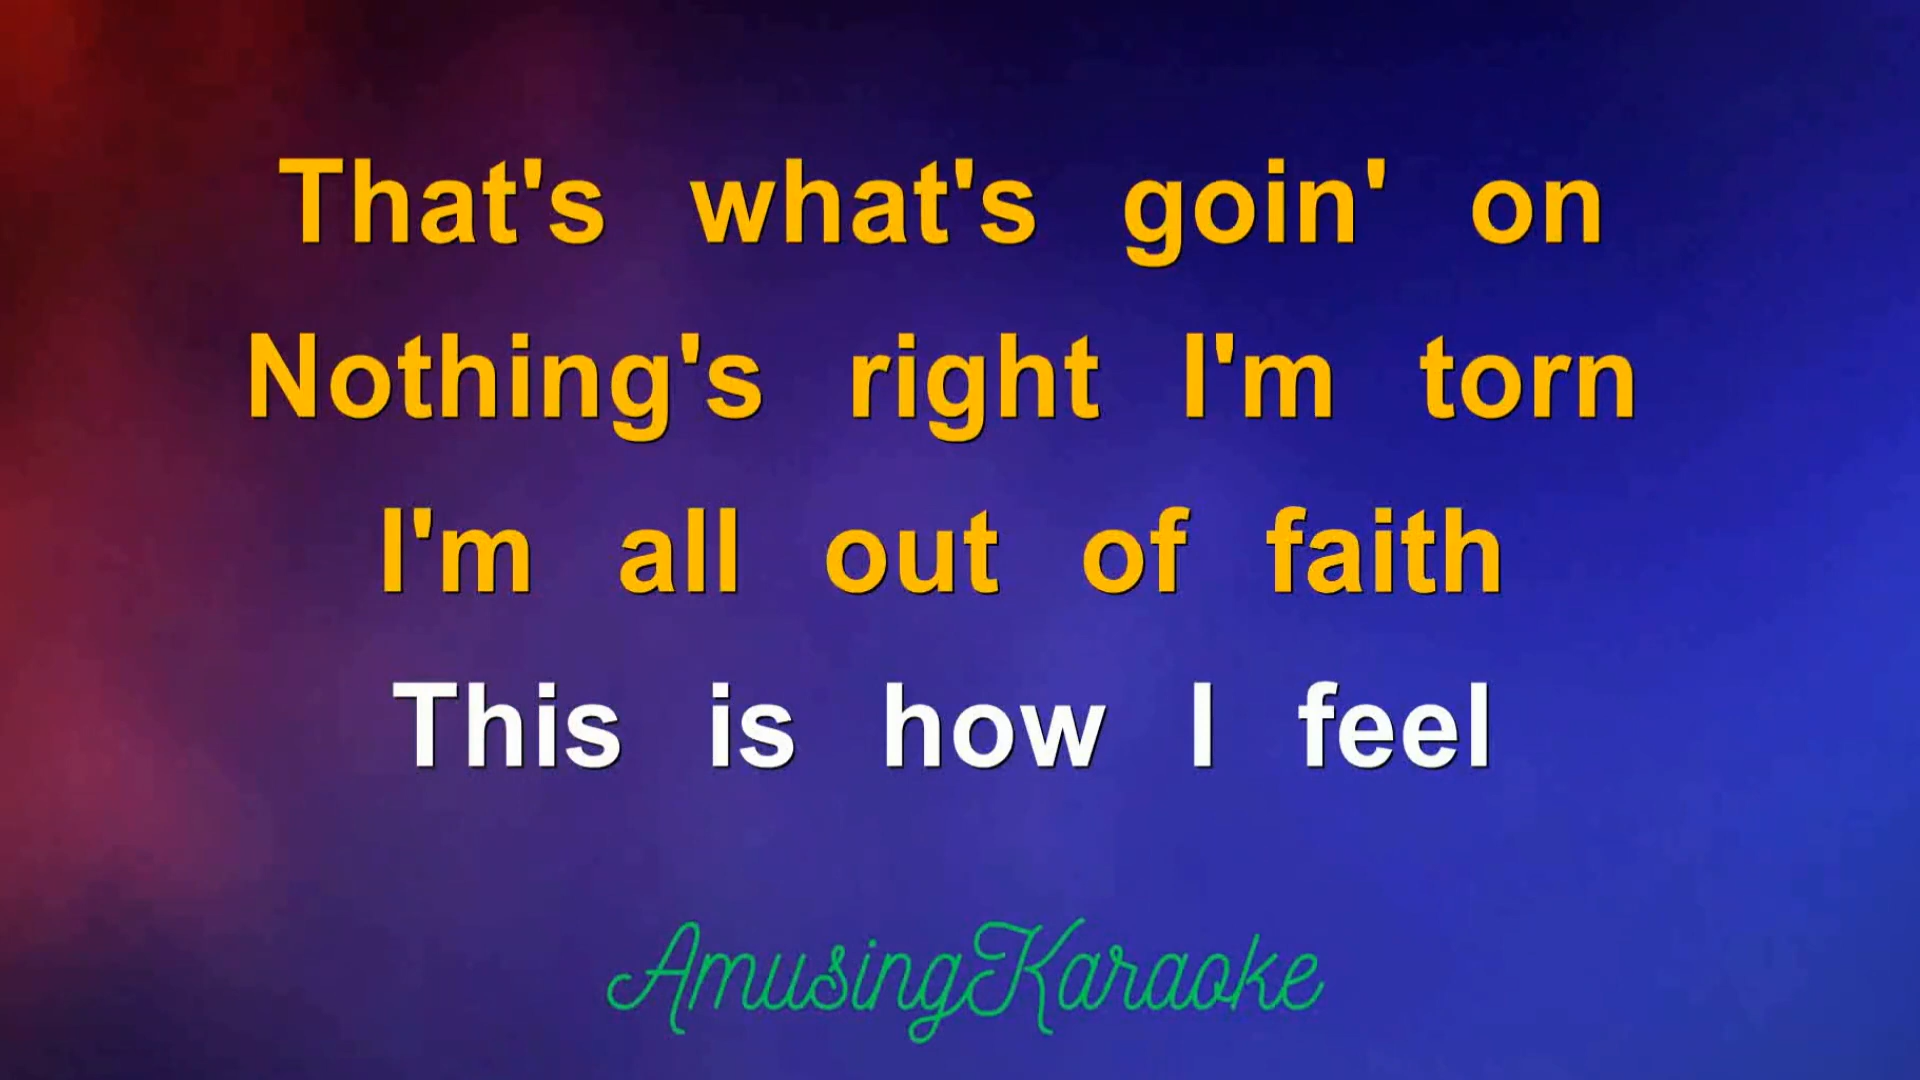 That's what's goin' on
Nothing's right I'm torn
I'm all out of faith
This is how I feel
AmusingKaraoke